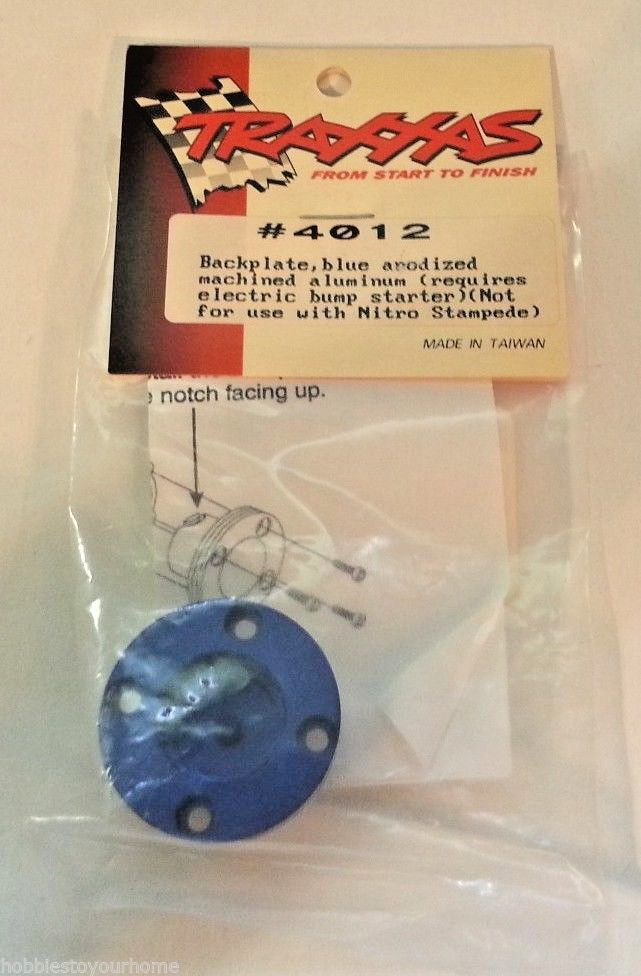 TRAXXAS
FROM START TO FINISH
#4012
Backplate, blue anodized
machined aluminum (requires
electric bump starter)(Not
for use with Nitro Stampede)
MADE IN TAIWAN
notch facing up.
hobbiestoyourhome